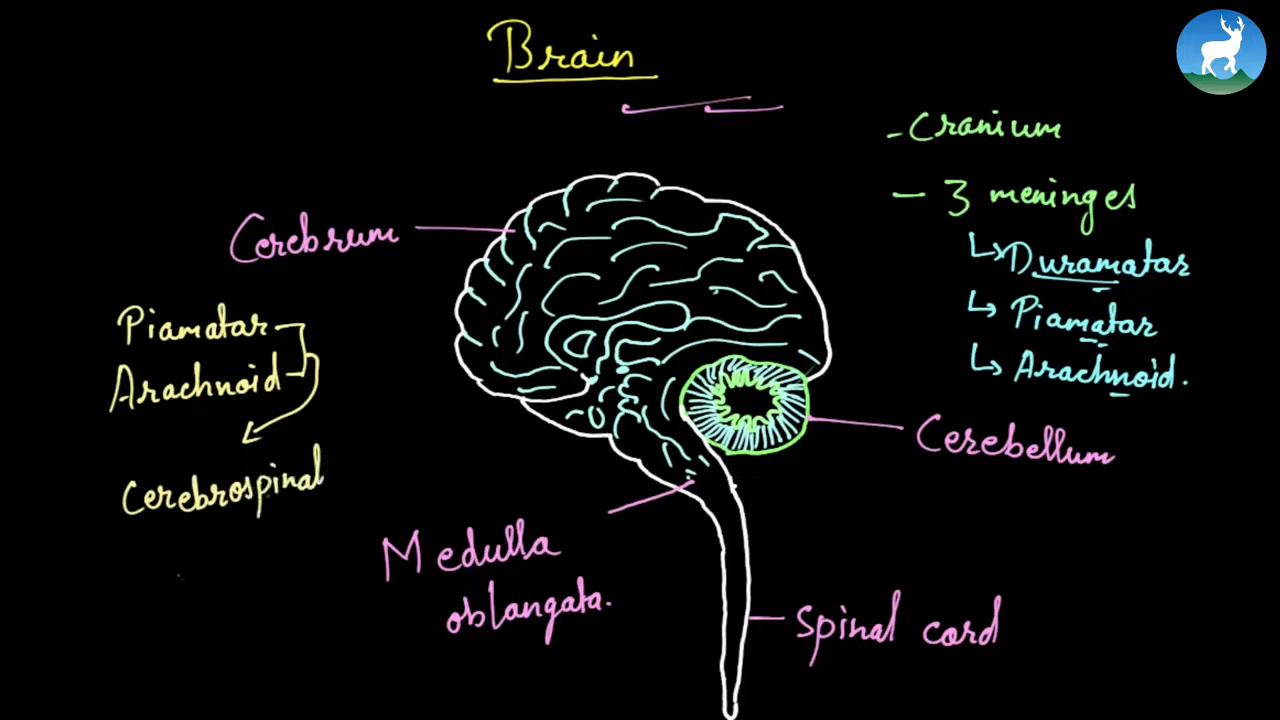 Brain
- Cranium
- 3 meninges
↳ Duramatar
↳ Piamatar
↳ Arachnoid.
Cerebrum
Piamatar
Arachnoid
Cerebrospinal
Cerebellum
Medulla
oblangata.
Spinal cord